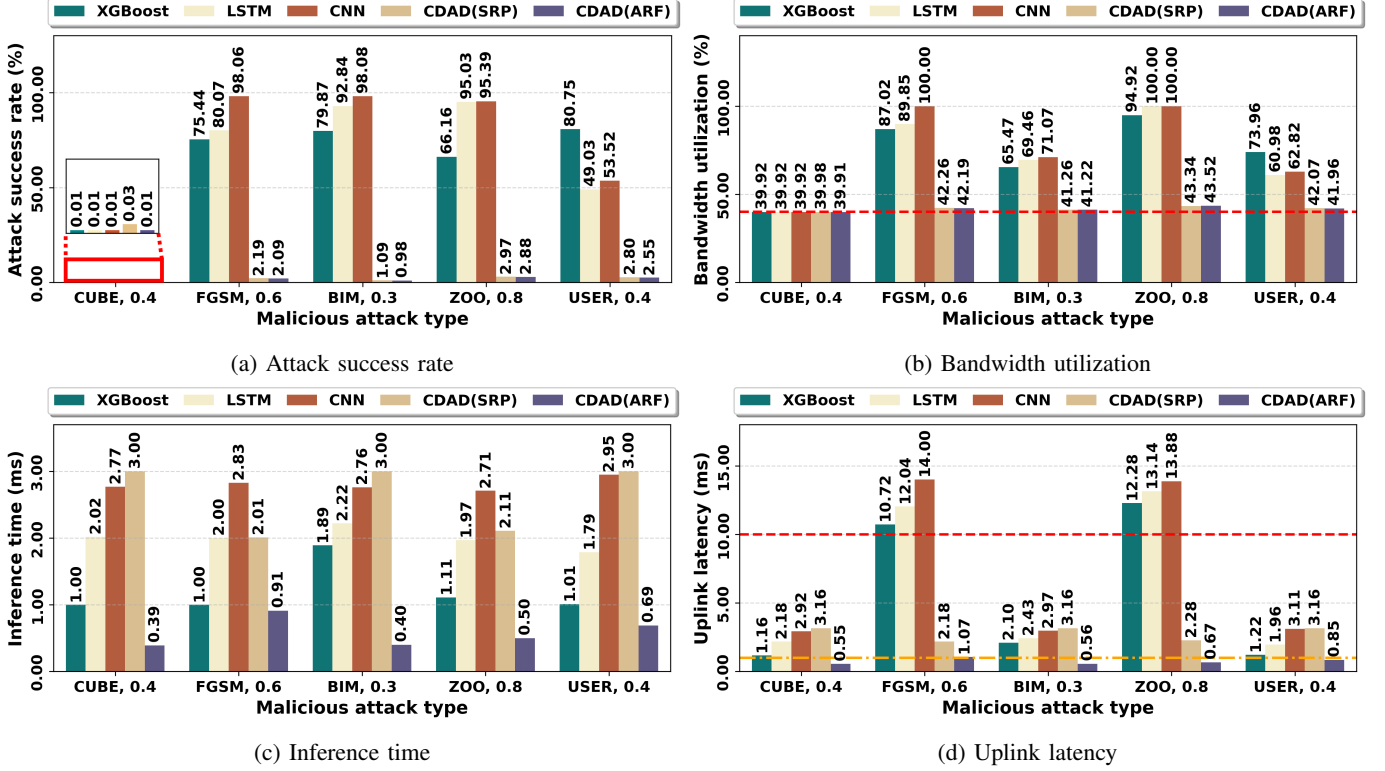 XGBoost LSTM CNN CDAD(SRP) CDAD(ARF)
Attack success rate (%)
100.00
50.00
0.00
0.01 0.01 0.01 0.03 0.01
75.44 80.07 98.06 2.19 2.09
79.87 92.84 98.08 1.09 0.98
66.16 95.03 95.39 2.97 2.88
80.75 49.03 53.52 2.80 2.55
CUBE, 0.4 FGSM, 0.6 BIM, 0.3 ZOO, 0.8 USER, 0.4
Malicious attack type
(a) Attack success rate
XGBoost LSTM CNN CDAD(SRP) CDAD(ARF)
Bandwidth utilization (%)
100.00
50.00
0.00
39.92 39.92 39.92 39.98 39.91
87.02 89.85 100.00 42.26 42.19
65.47 69.46 71.07 41.26 41.22
94.92 100.00 100.00 43.34 43.52
73.96 60.98 62.82 42.07 41.96
CUBE, 0.4 FGSM, 0.6 BIM, 0.3 ZOO, 0.8 USER, 0.4
Malicious attack type
(b) Bandwidth utilization
XGBoost LSTM CNN CDAD(SRP) CDAD(ARF)
Inference time (ms)
3.00
2.00
1.00
0.00
1.00 2.02 2.77 3.00 0.39
1.00 2.00 2.83 2.01 0.91
1.89 2.22 2.76 3.00 0.40
1.11 1.97 2.71 2.11 0.50
1.01 1.79 2.95 3.00 0.69
CUBE, 0.4 FGSM, 0.6 BIM, 0.3 ZOO, 0.8 USER, 0.4
Malicious attack type
(c) Inference time
XGBoost LSTM CNN CDAD(SRP) CDAD(ARF)
Uplink latency (ms)
15.00
10.00
5.00
0.00
1.16 2.18 2.92 3.16 0.55
10.72 12.04 14.00 2.18 1.07
2.10 2.43 2.97 3.16 0.56
12.28 13.14 13.88 2.28 0.67
1.22 1.96 3.11 3.16 0.85
CUBE, 0.4 FGSM, 0.6 BIM, 0.3 ZOO, 0.8 USER, 0.4
Malicious attack type
(d) Uplink latency